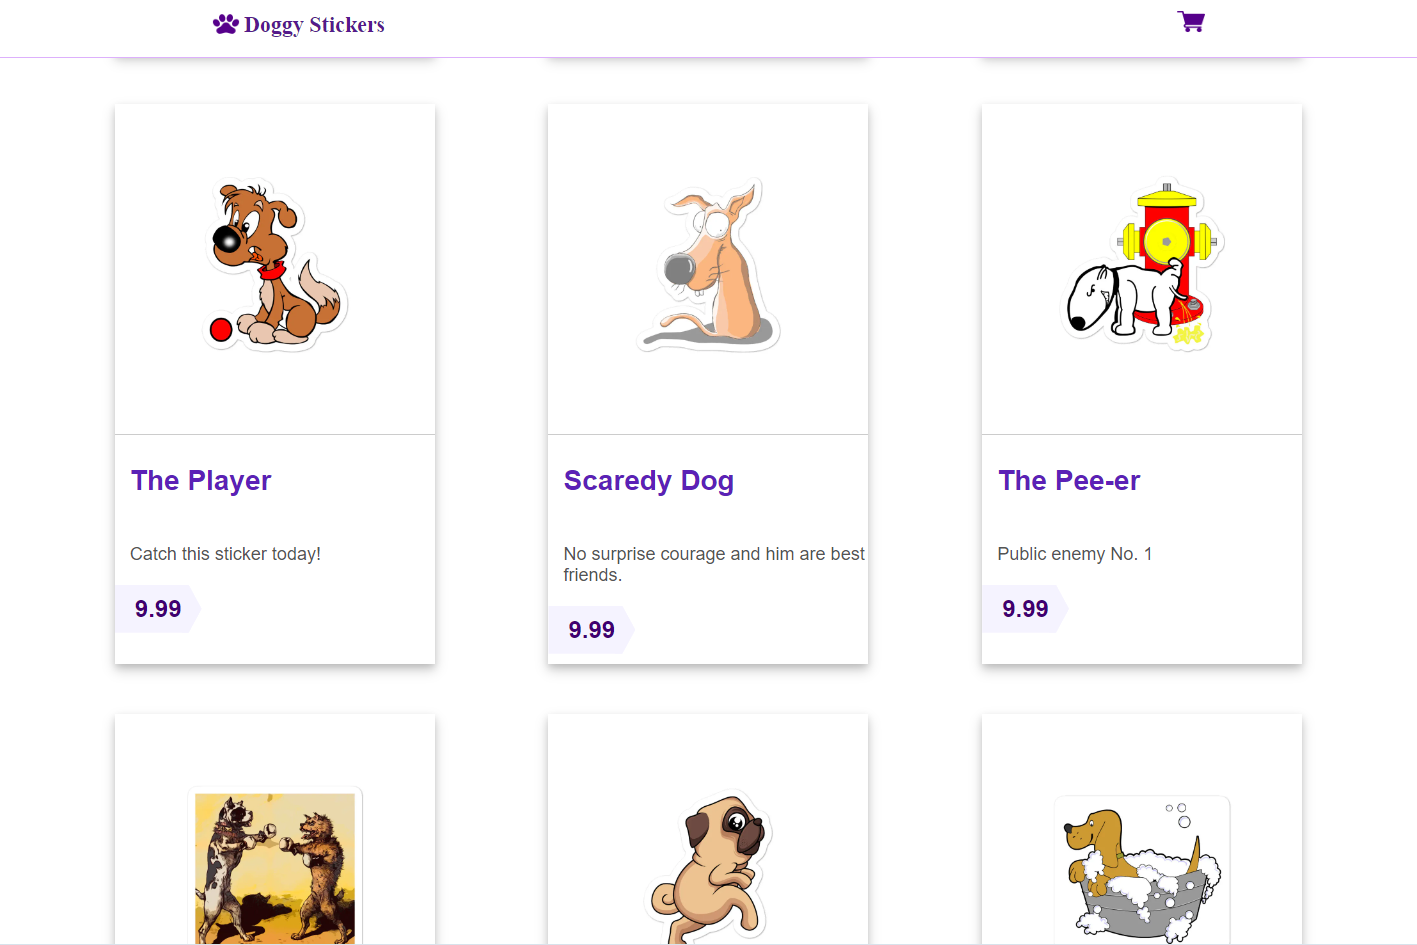 Doggy Stickers
The Player
Catch this sticker today!
9.99
Scaredy Dog
No surprise courage and him are best
friends.
9.99
The Pee-er
Public enemy No. 1
9.99